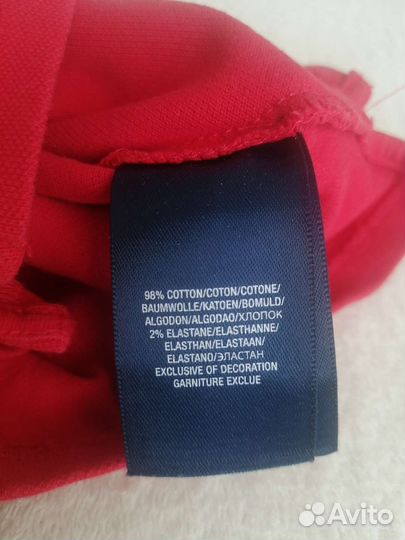 98% COTTON/COTON/COTONE/
BAUMWOLLE/KATOEN/BOMULD/
ALGODON/ALGODAO/ХЛОПОК
2% ELASTANE/ELASTHANNE/
ELASTHAN/ELASTAAN/
ELASTANO/ЭЛАСТАН
EXCLUSIVE OF DECORATION
GARNITURE EXCLUE
Avito